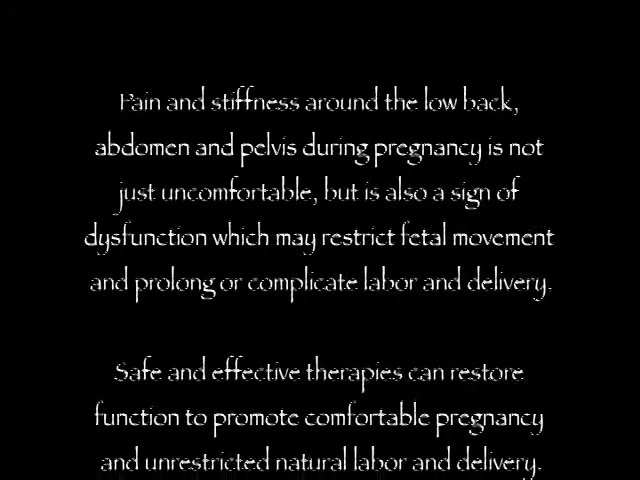 Pain and stiffness around the low back,
abdomen and pelvis during pregnancy is not
just uncomfortable, but is also a sign of
dysfunction which may restrict fetal movement
and prolong or complicate labor and delivery.
Safe and effective therapies can restore
function to promote comfortable pregnancy
and unrestricted natural labor and delivery.